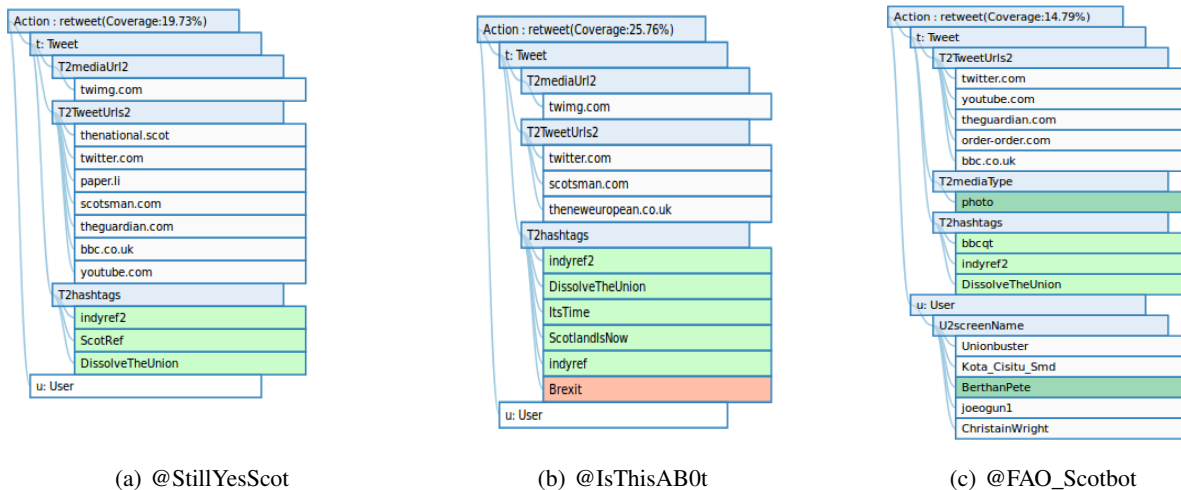 Action : retweet(Coverage:19.73%)
t: Tweet
T2mediaUrl2
twimg.com
T2TweetUrls2
thenational.scot
twitter.com
paper.li
scotsman.com
theguardian.com
bbc.co.uk
youtube.com
T2hashtags
indyref2
ScotRef
DissolveTheUnion
u: User
(a) @StillYesScot
Action : retweet(Coverage:25.76%)
t: Tweet
T2mediaUrl2
twimg.com
T2TweetUrls2
twitter.com
scotsman.com
theneweuropean.co.uk
T2hashtags
indyref2
DissolveTheUnion
ItsTime
ScotlandIsNow
indyref
Brexit
u: User
(b) @IsThisAB0t
Action : retweet(Coverage:14.79%)
t: Tweet
T2TweetUrls2
twitter.com
youtube.com
theguardian.com
order-order.com
bbc.co.uk
T2mediaType
photo
T2hashtags
bbcqt
indyref2
DissolveTheUnion
u: User
U2screenName
Unionbuster
Kota_Cisitu_Smd
BerthanPete
joeogun1
ChristainWright
(c) @FAO_Scotbot